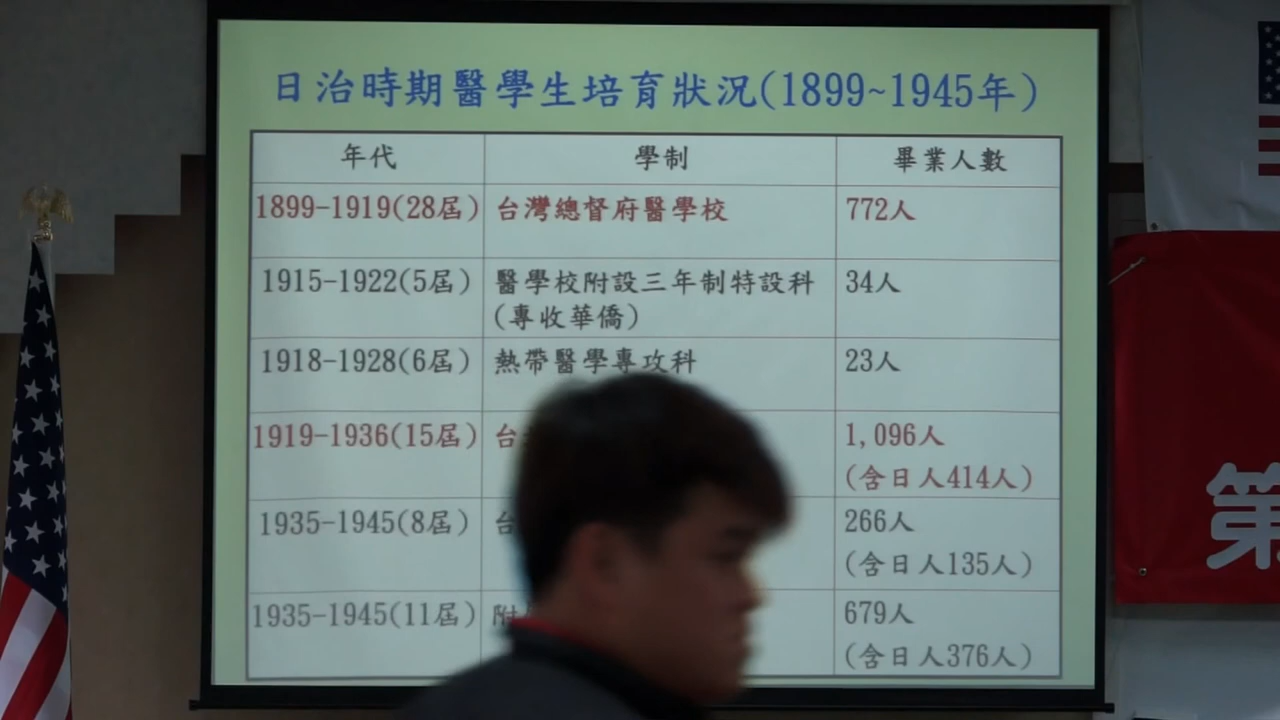 日治時期醫學生培育狀況(1899~1945年)
年代 學制 畢業人數
1899-1919(28屆) 台灣總督府醫學校 772人
1915-1922(5屆) 醫學校附設三年制特設科 34人
(專收華僑)
1918-1928(6屆) 熱帶醫學專攻科 23人
1919-1936(15屆) 台 1,096人
(含日人414人)
1935-1945(8屆) 台 266人
(含日人135人)
1935-1945(11屆) 附 679人
(含日人376人)
第